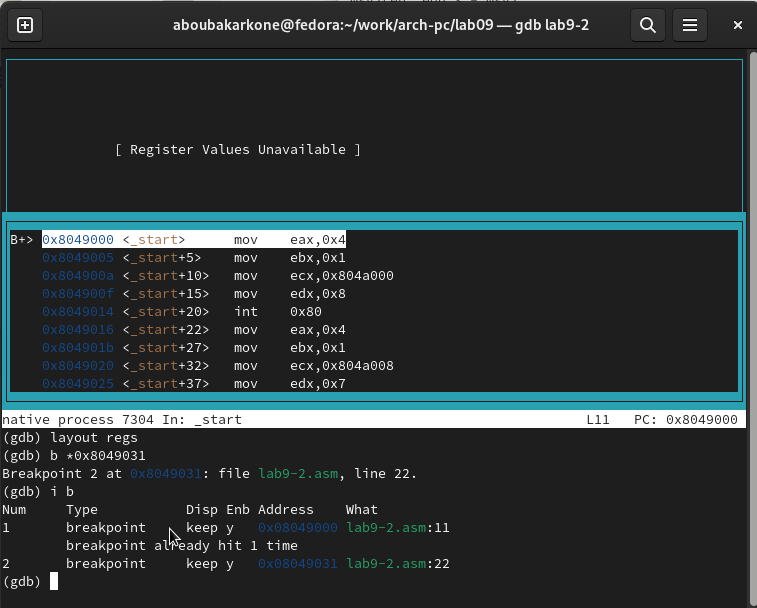 aboubakarkone@fedora:~/work/arch-pc/lab09 — gdb lab9-2
[ Register Values Unavailable ]
B+> 0x8049000 <_start>      mov    eax,0x4
0x8049005 <_start+5>    mov    ebx,0x1
0x804900a <_start+10>   mov    ecx,0x804a000
0x804900f <_start+15>   mov    edx,0x8
0x8049014 <_start+20>   int    0x80
0x8049016 <_start+22>   mov    eax,0x4
0x804901b <_start+27>   mov    ebx,0x1
0x8049020 <_start+32>   mov    ecx,0x804a008
0x8049025 <_start+37>   mov    edx,0x7
native process 7304 In: _start                                           L11   PC: 0x8049000
(gdb) layout regs
(gdb) b *0x8049031
Breakpoint 2 at 0x8049031: file lab9-2.asm, line 22.
(gdb) i b
Num     Type           Disp Enb Address    What
1       breakpoint     keep y   0x08049000 lab9-2.asm:11
breakpoint already hit 1 time
2       breakpoint     keep y   0x08049031 lab9-2.asm:22
(gdb)